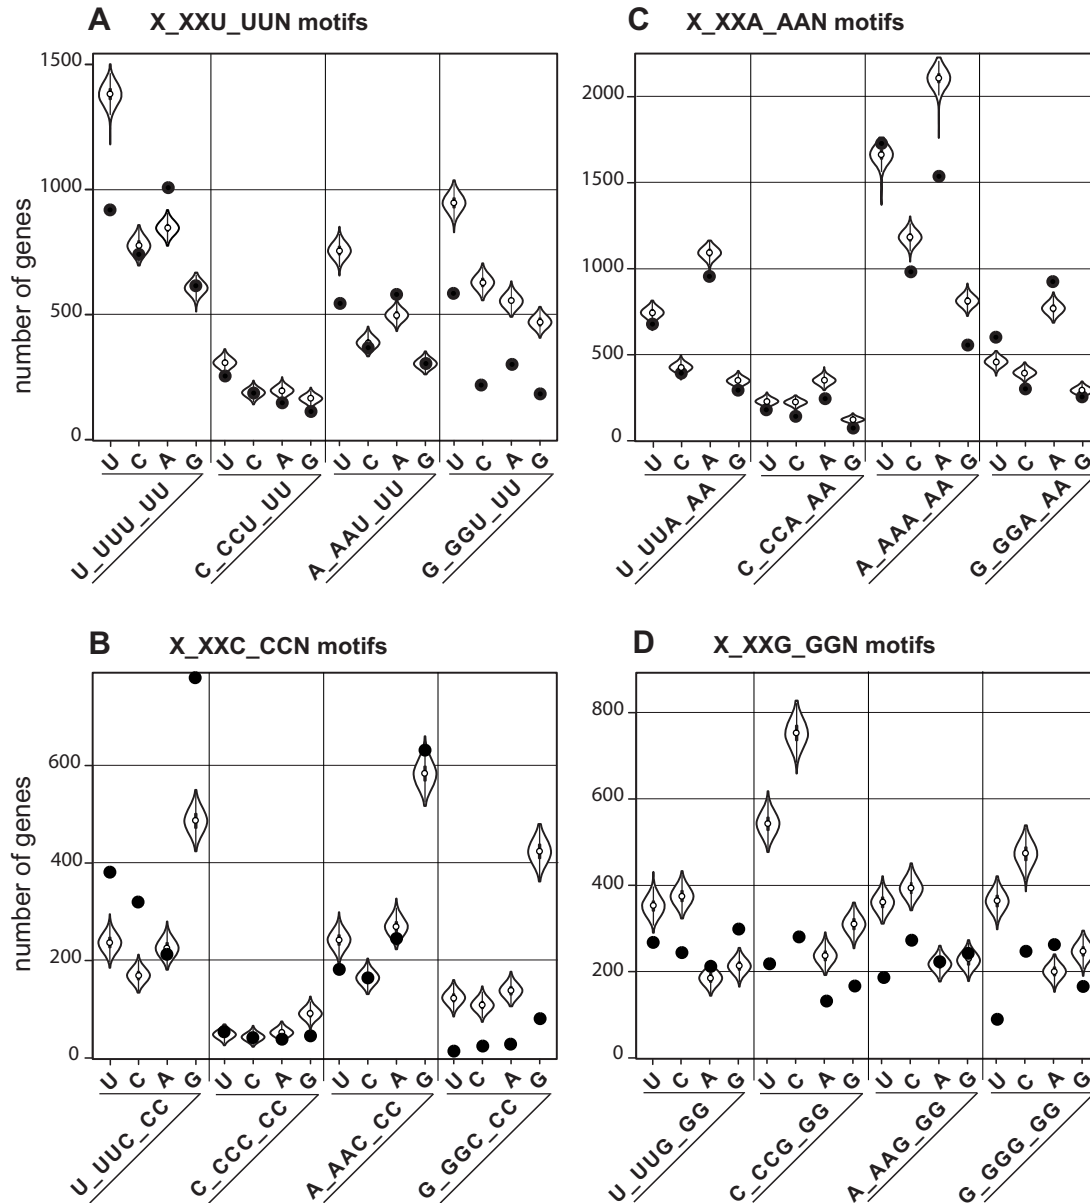 A X_XXU_UUN motifs
number of genes
1500
1000
500
0
U C A G U C A G U C A G U C A G
U_UUU_UU C_CCU_UU A_AAU_UU G_GGU_UU
C X_XXA_AAN motifs
2000
1500
1000
500
0
U C A G U C A G U C A G U C A G
U_UUA_AA C_CCA_AA A_AAA_AA G_GGA_AA
B X_XXC_CCN motifs
number of genes
600
400
200
0
U C A G U C A G U C A G U C A G
U_UUC_CC C_CCC_CC A_AAC_CC G_GGC_CC
D X_XXG_GGN motifs
800
600
400
200
0
U C A G U C A G U C A G U C A G
U_UUG_GG C_CCG_GG A_AAG_GG G_GGG_GG